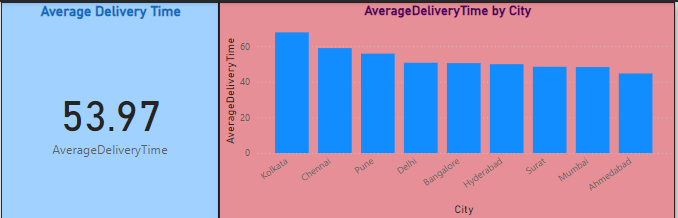 Average Delivery Time
53.97
AverageDeliveryTime
AverageDeliveryTime by City
AverageDeliveryTime
60
40
20
0
Kolkata
Chennai
Pune
Delhi
Bangalore
Hyderabad
Surat
Mumbai
Ahmedabad
City